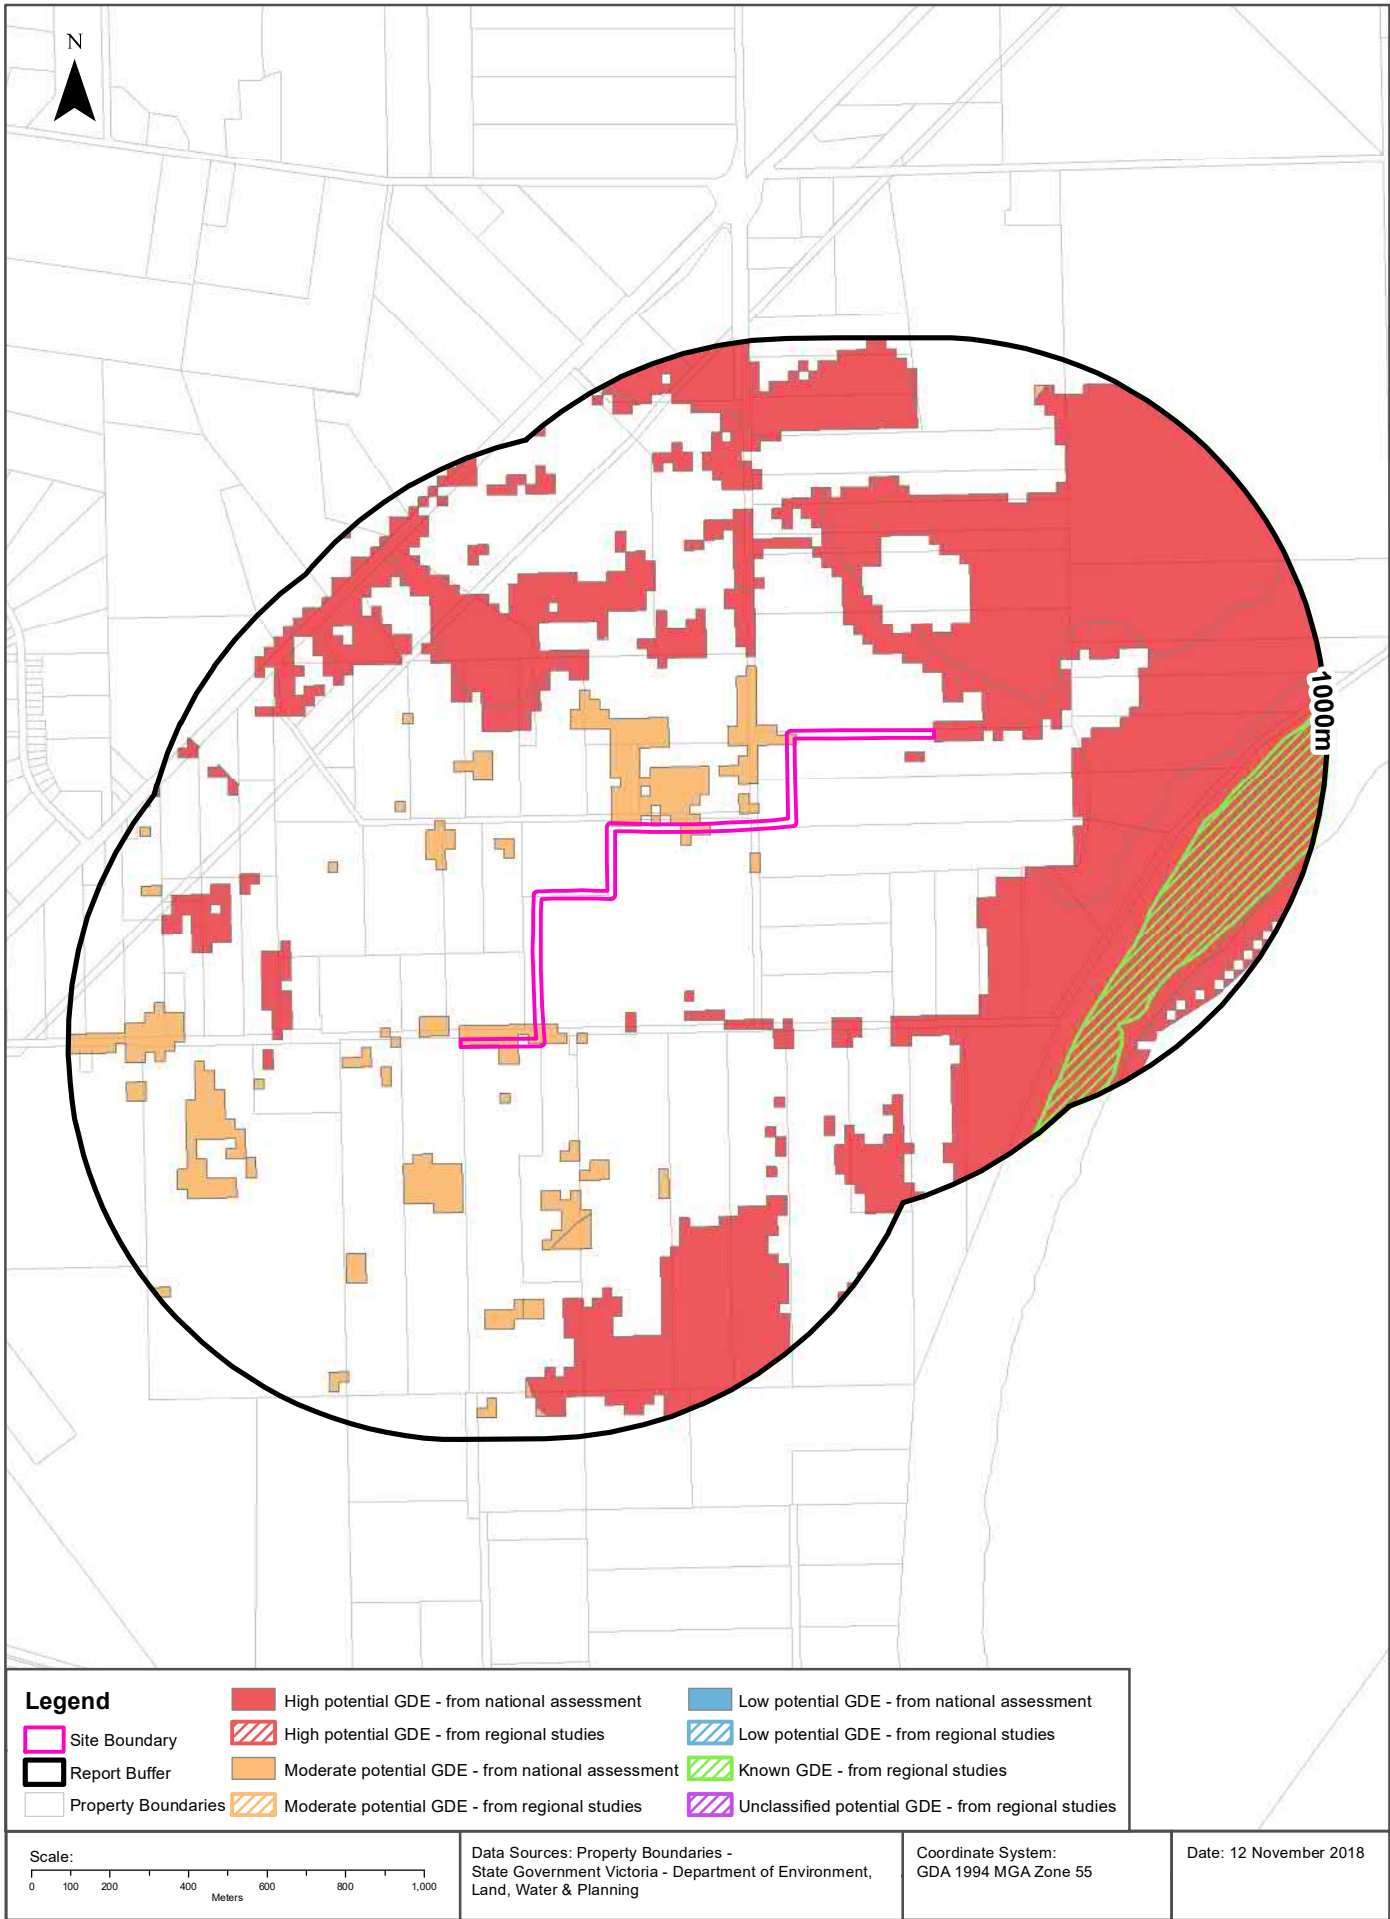 N
1000m
Legend
Site Boundary
Report Buffer
Property Boundaries
High potential GDE - from national assessment
High potential GDE - from regional studies
Moderate potential GDE - from national assessment
Moderate potential GDE - from regional studies
Low potential GDE - from national assessment
Low potential GDE - from regional studies
Known GDE - from regional studies
Unclassified potential GDE - from regional studies
Scale:
0 100 200 400 600 800 1,000
Meters
Data Sources: Property Boundaries -
State Government Victoria - Department of Environment,
Land, Water & Planning
Coordinate System:
GDA 1994 MGA Zone 55
Date: 12 November 2018